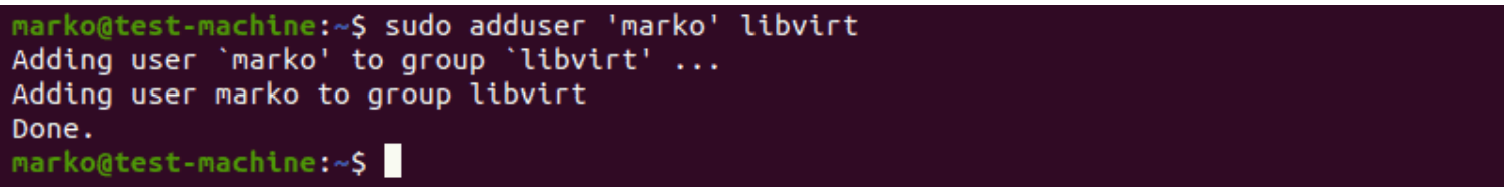 marko@test-machine:~$ sudo adduser 'marko' libvirt
Adding user `marko' to group `libvirt' ...
Adding user marko to group libvirt
Done.
marko@test-machine:~$